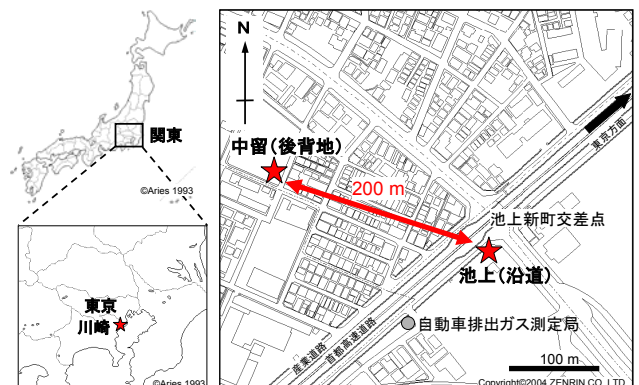 関東
©Aries 1993
東京
川崎
©Aries 1993
N
中留(後背地)
200 m
東京方面
池上新町交差点
池上(沿道)
自動車排出ガス測定局
産業道路
首都高速道路
100 m
Copyright©2004 ZENRIN CO.,LTD